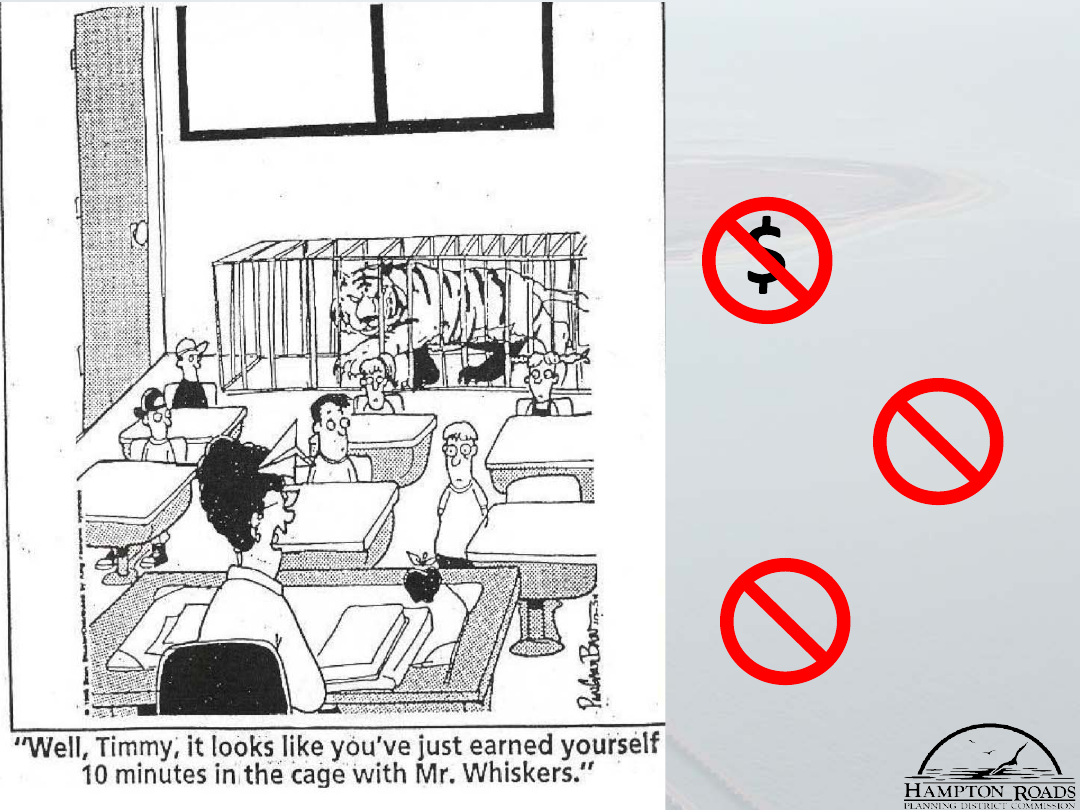 $
"Well, Timmy, it looks like you've just earned yourself
10 minutes in the cage with Mr. Whiskers."
HAMPTON ROADS
PLANNING DISTRICT COMMISSION